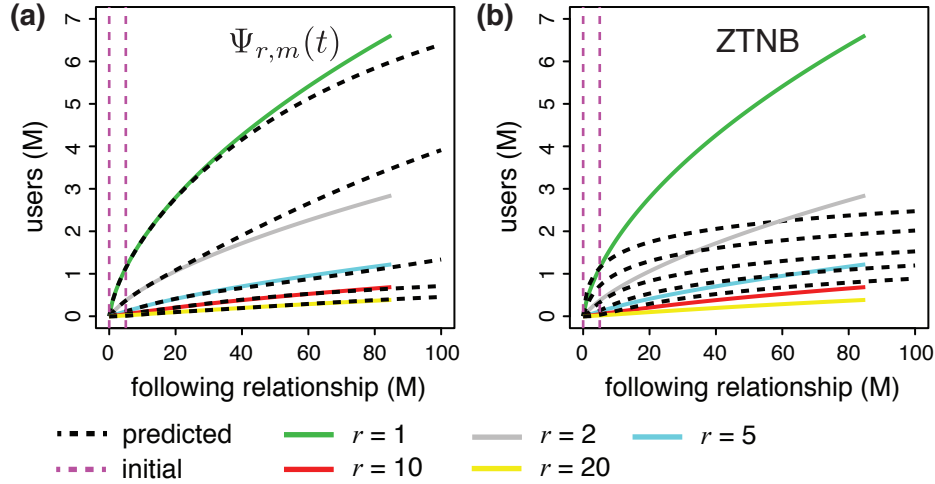 (a)
Ψr,m(t)
users (M)
7
6
5
4
3
2
1
0
0 20 40 60 80 100
following relationship (M)
(b)
ZTNB
users (M)
7
6
5
4
3
2
1
0
0 20 40 60 80 100
following relationship (M)
predicted r = 1 r = 2 r = 5
initial r = 10 r = 20